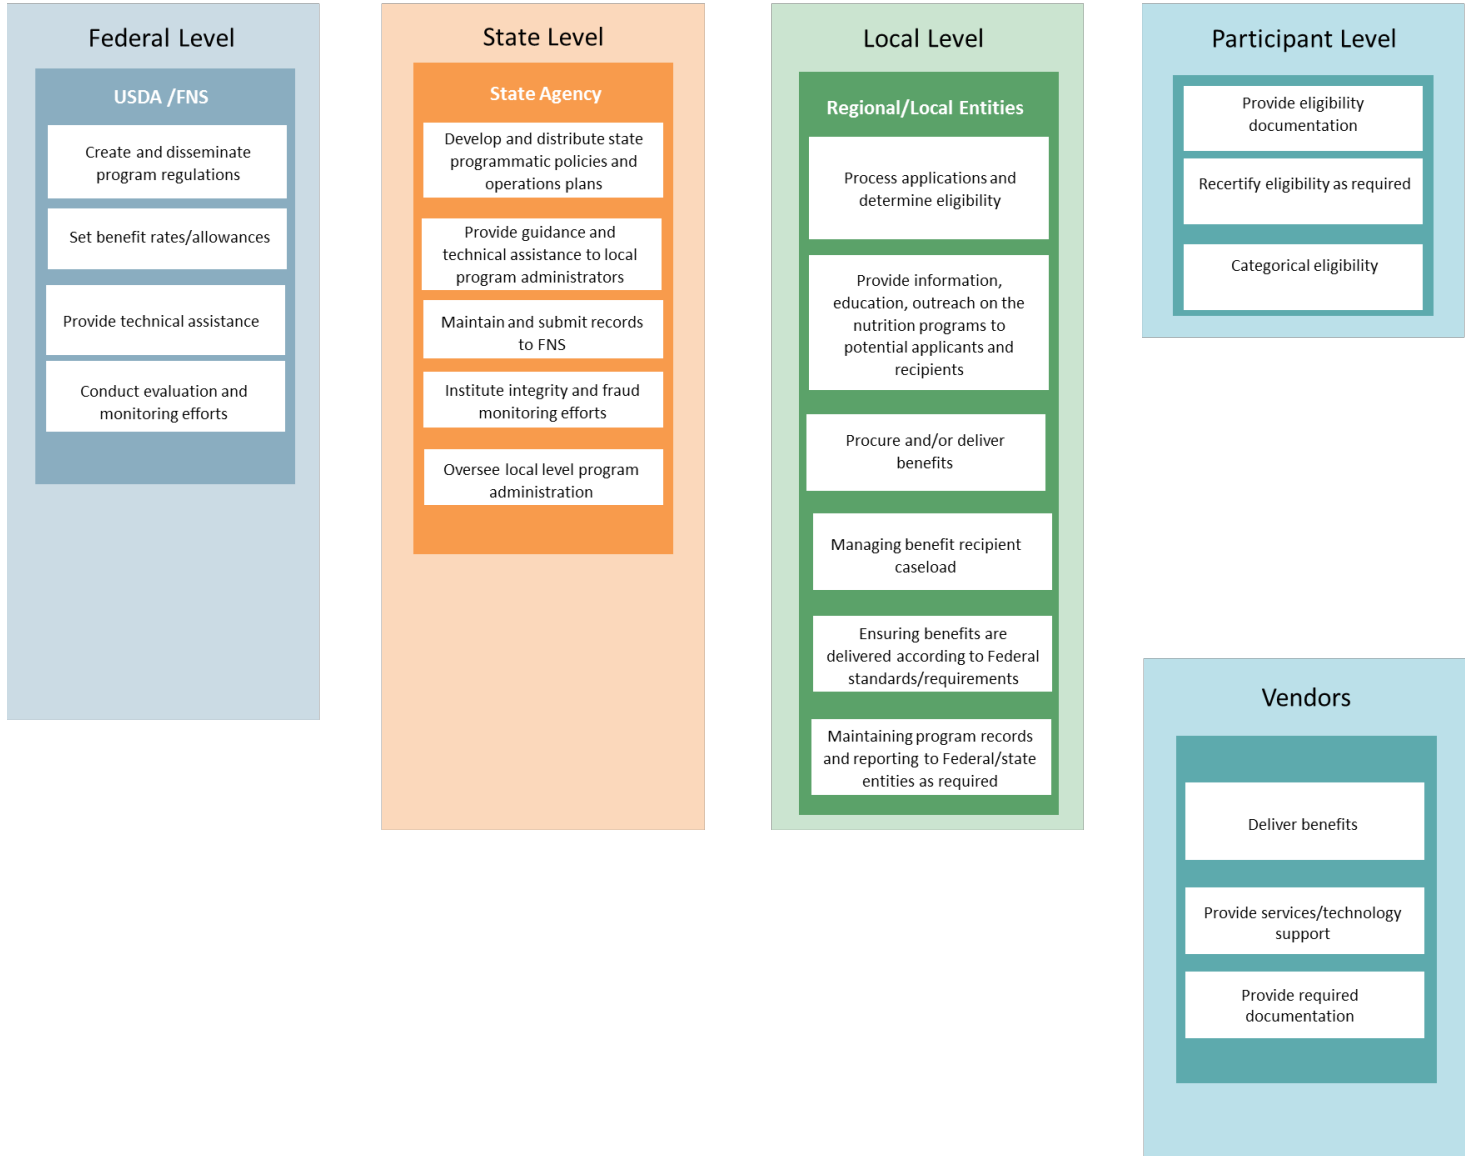 Federal Level
USDA /FNS
Create and disseminate
program regulations
Set benefit rates/allowances
Provide technical assistance
Conduct evaluation and
monitoring efforts
State Level
State Agency
Develop and distribute state
programmatic policies and
operations plans
Provide guidance and
technical assistance to local
program administrators
Maintain and submit records
to FNS
Institute integrity and fraud
monitoring efforts
Oversee local level program
administration
Local Level
Regional/Local Entities
Process applications and
determine eligibility
Provide information,
education, outreach on the
nutrition programs to
potential applicants and
recipients
Procure and/or deliver
benefits
Managing benefit recipient
caseload
Ensuring benefits are
delivered according to Federal
standards/requirements
Maintaining program records
and reporting to Federal/state
entities as required
Participant Level
Provide eligibility
documentation
Recertify eligibility as required
Categorical eligibility
Vendors
Deliver benefits
Provide services/technology
support
Provide required
documentation